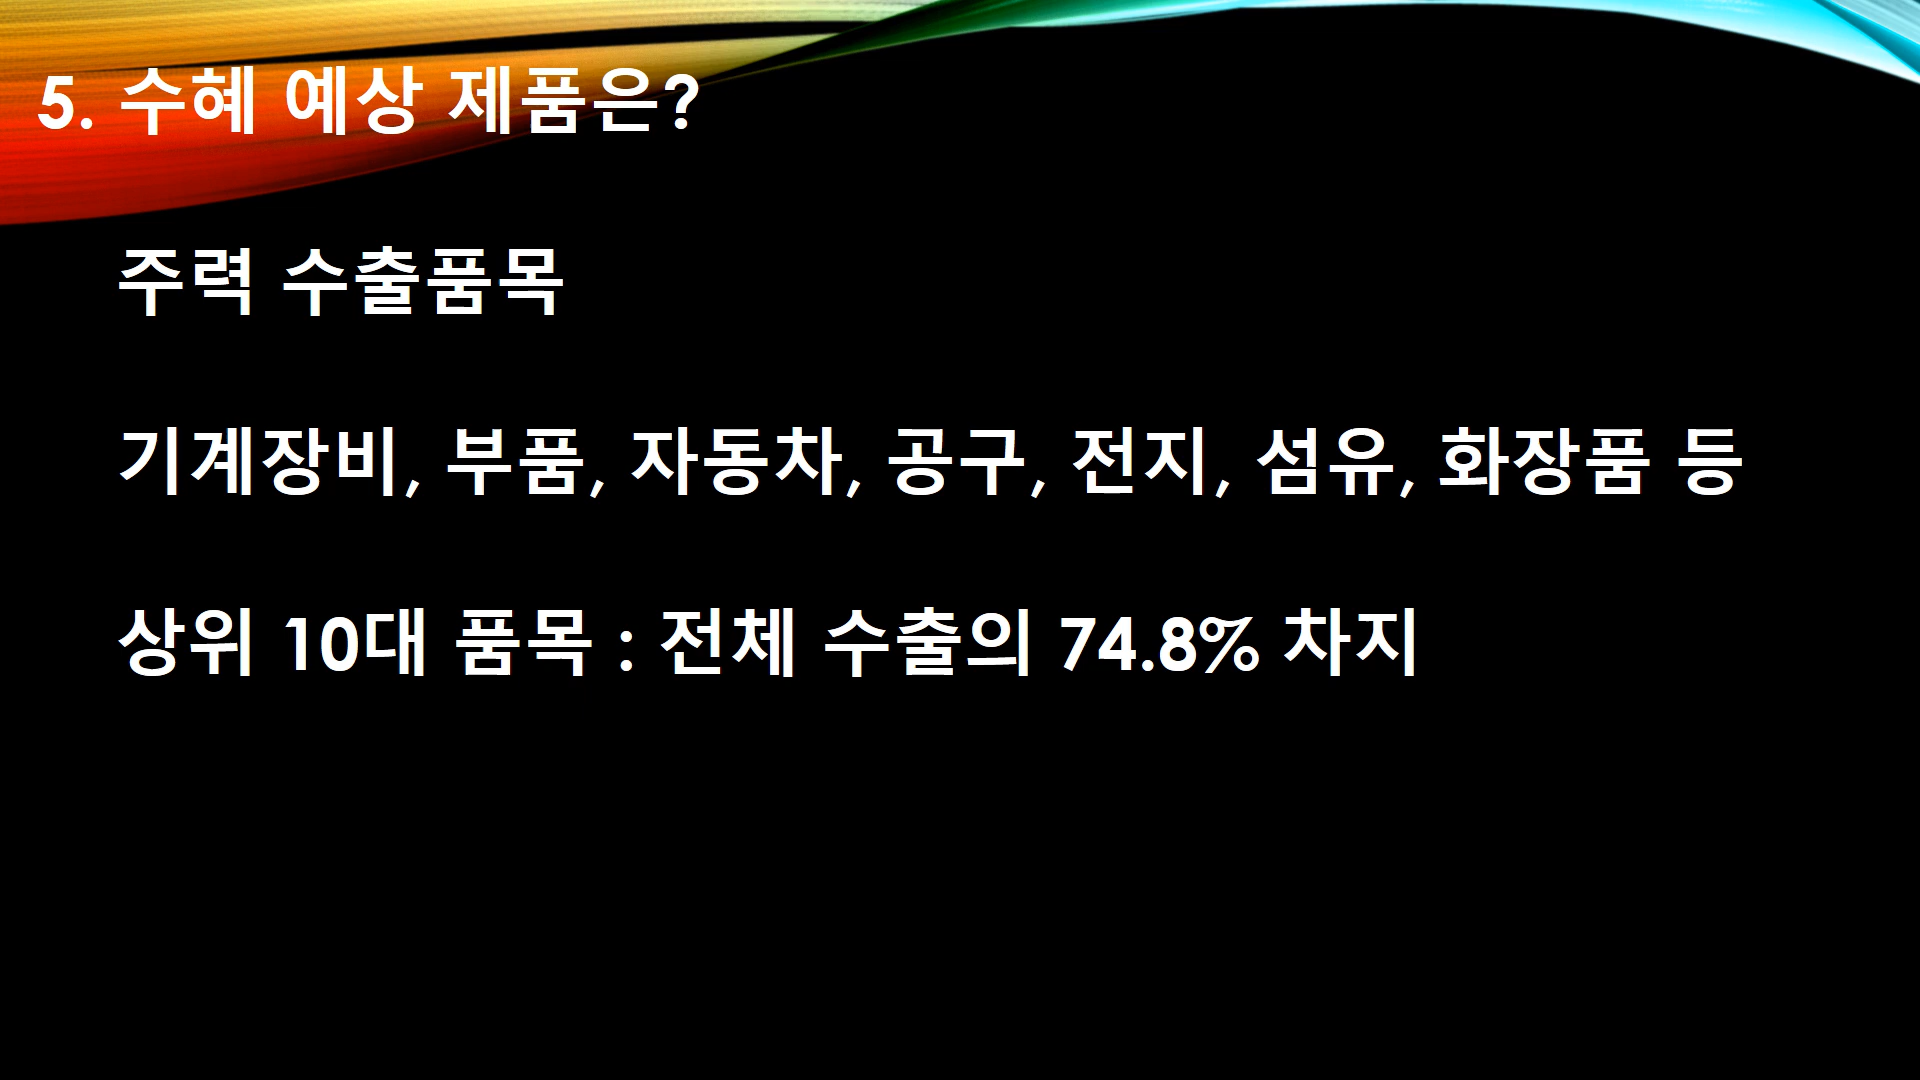 5. 수혜 예상 제품은?
주력 수출품목
기계장비, 부품, 자동차, 공구, 전지, 섬유, 화장품 등
상위 10대 품목 : 전체 수출의 74.8% 차지